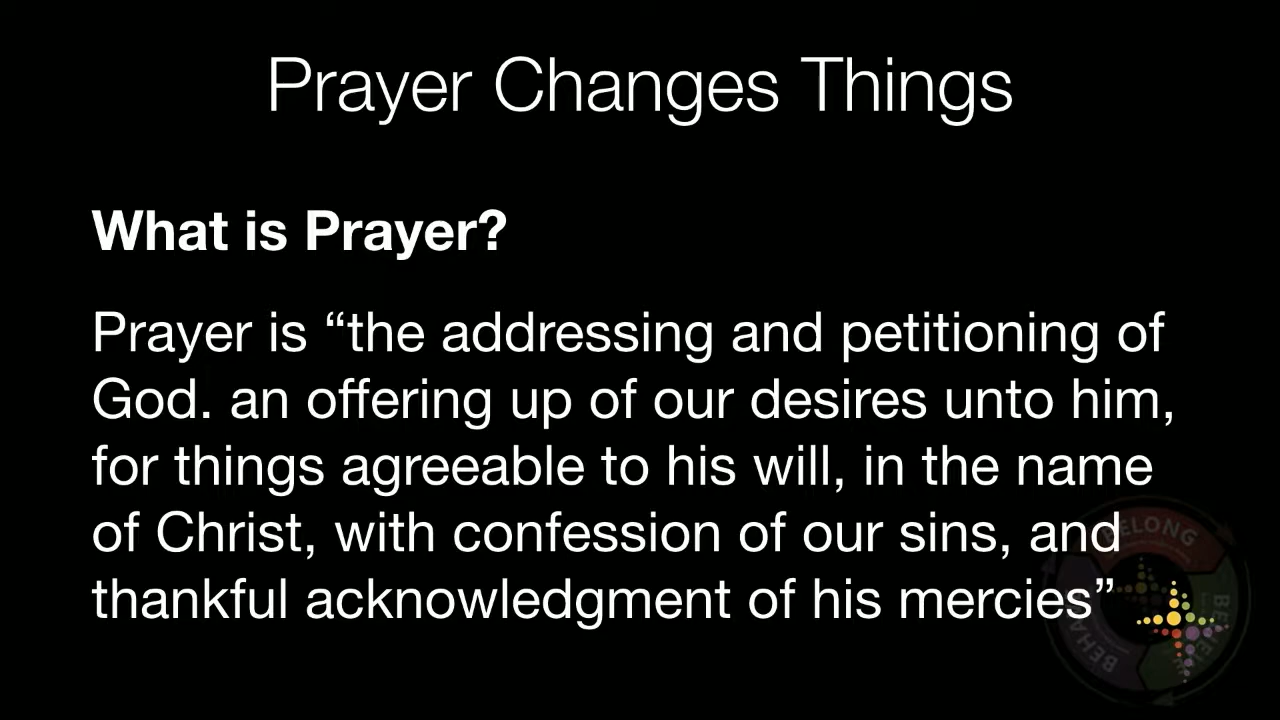 Prayer Changes Things
What is Prayer?
Prayer is “the addressing and petitioning of
God. an offering up of our desires unto him,
for things agreeable to his will, in the name
of Christ, with confession of our sins, and
thankful acknowledgment of his mercies”
BELONG